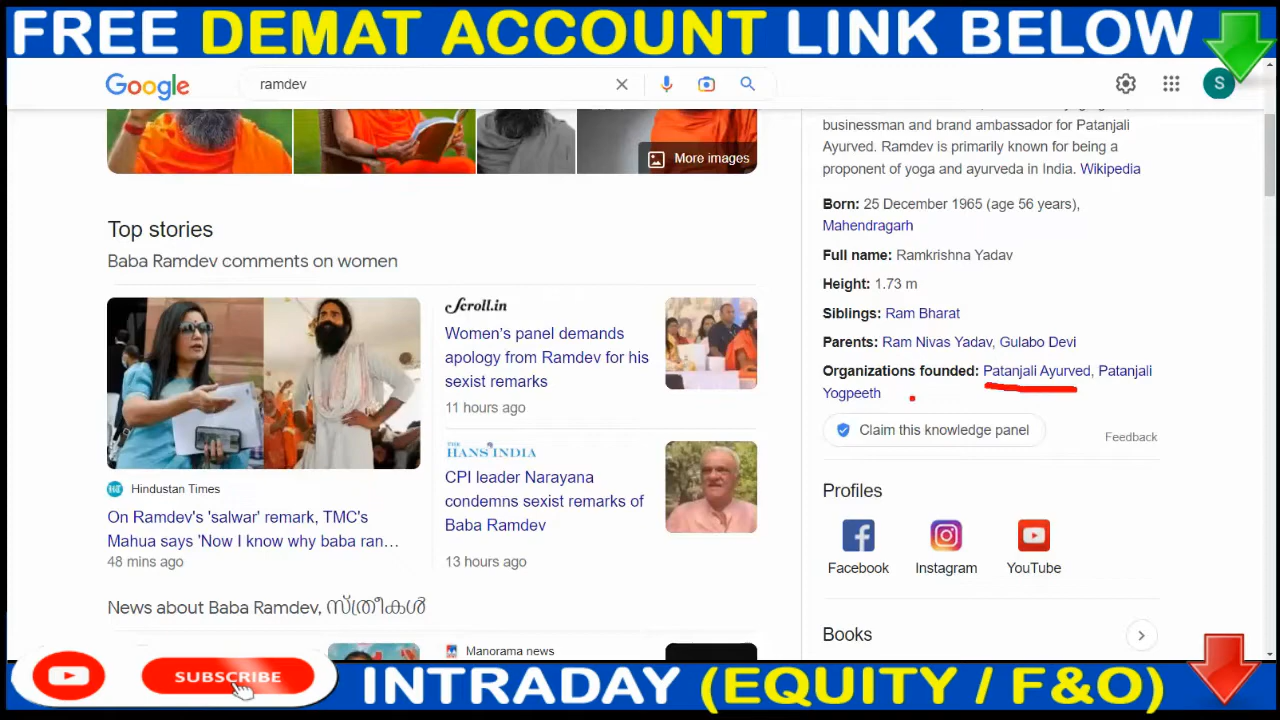 FREE DEMAT ACCOUNT LINK BELOW
Google
ramdev
S
More images
businessman and brand ambassador for Patanjali
Ayurved. Ramdev is primarily known for being a
proponent of yoga and ayurveda in India. Wikipedia
Born: 25 December 1965 (age 56 years),
Mahendragarh
Full name: Ramkrishna Yadav
Height: 1.73 m
Siblings: Ram Bharat
Parents: Ram Nivas Yadav, Gulabo Devi
Organizations founded: Patanjali Ayurved, Patanjali
Yogpeeth
Claim this knowledge panel
Feedback
Profiles
Facebook
Instagram
YouTube
Books
Top stories
Baba Ramdev comments on women
HT
Hindustan Times
On Ramdev's 'salwar' remark, TMC's
Mahua says 'Now I know why baba ran…
48 mins ago
Scroll.in
Women's panel demands
apology from Ramdev for his
sexist remarks
11 hours ago
THE
HANS INDIA
CPI leader Narayana
condemns sexist remarks of
Baba Ramdev
13 hours ago
News about Baba Ramdev, സ്ത്രീകൾ
Manorama news
SUBSCRIBE
INTRADAY (EQUITY / F&O)